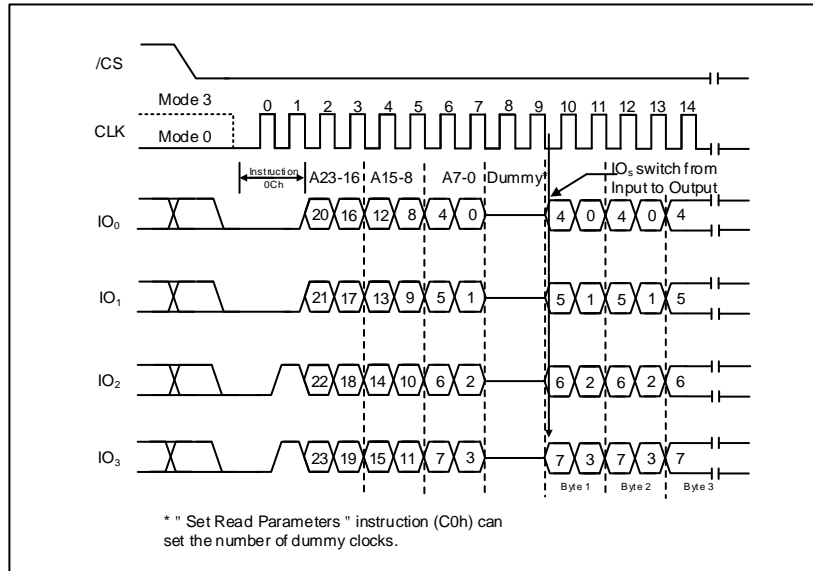 /CS
Mode 3
0 1 2 3 4 5 6 7 8 9 10 11 12 13 14
CLK
Mode 0
Instruction
0Ch
A23-16 A15-8 A7-0 Dummy*
IOs switch from
Input to Output
IO0
20 16 12 8 4 0 4 0 4 0 4
IO1
21 17 13 9 5 1 5 1 5 1 5
IO2
22 18 14 10 6 2 6 2 6 2 6
IO3
23 19 15 11 7 3 7 3 7 3 7
Byte 1 Byte 2 Byte 3
* " Set Read Parameters " instruction (C0h) can
set the number of dummy clocks.